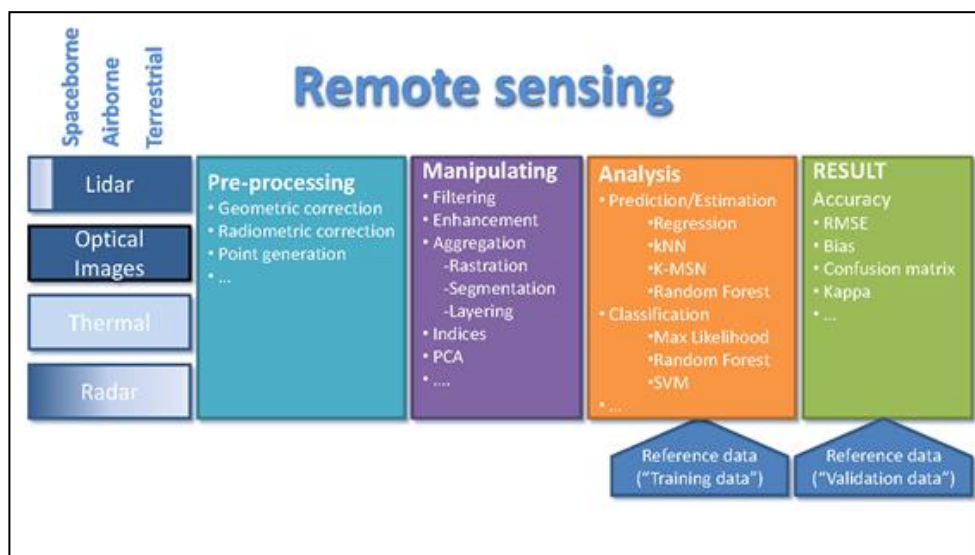 Spaceborne
Airborne
Terrestrial
Remote sensing
Lidar
Optical
Images
Thermal
Radar
Pre-processing
• Geometric correction
• Radiometric correction
• Point generation
• ...
Manipulating
• Filtering
• Enhancement
• Aggregation
-Rastration
-Segmentation
-Layering
• Indices
• PCA
• ....
Analysis
• Prediction/Estimation
•Regression
•kNN
•K-MSN
•Random Forest
• Classification
•Max Likelihood
•Random Forest
•SVM
• ...
RESULT
Accuracy
• RMSE
• Bias
• Confusion matrix
• Kappa
• ...
Reference data
(“Training data”)
Reference data
(“Validation data”)